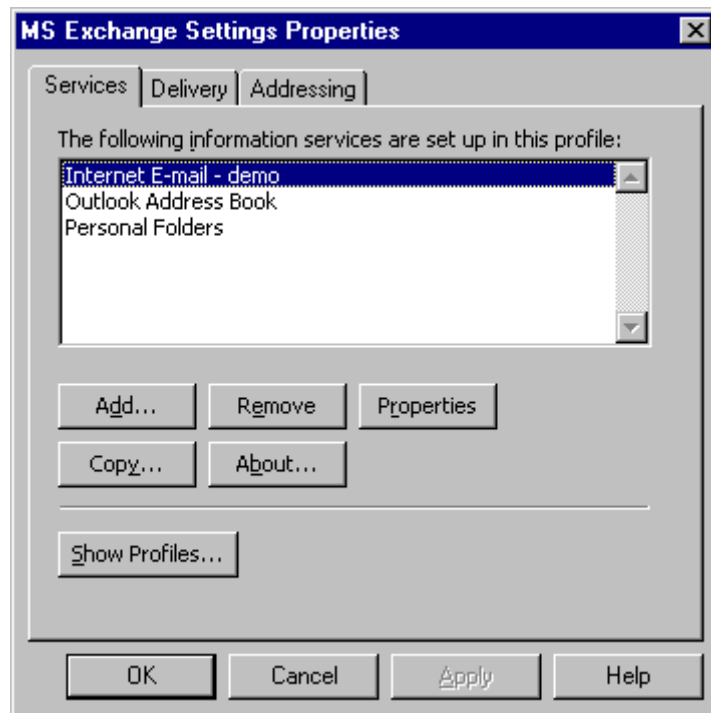 MS Exchange Settings Properties
Services Delivery Addressing
The following information services are set up in this profile:
Internet E-mail - demo
Outlook Address Book
Personal Folders
Add... Remove Properties
Copy... About...
Show Profiles...
OK Cancel Apply Help